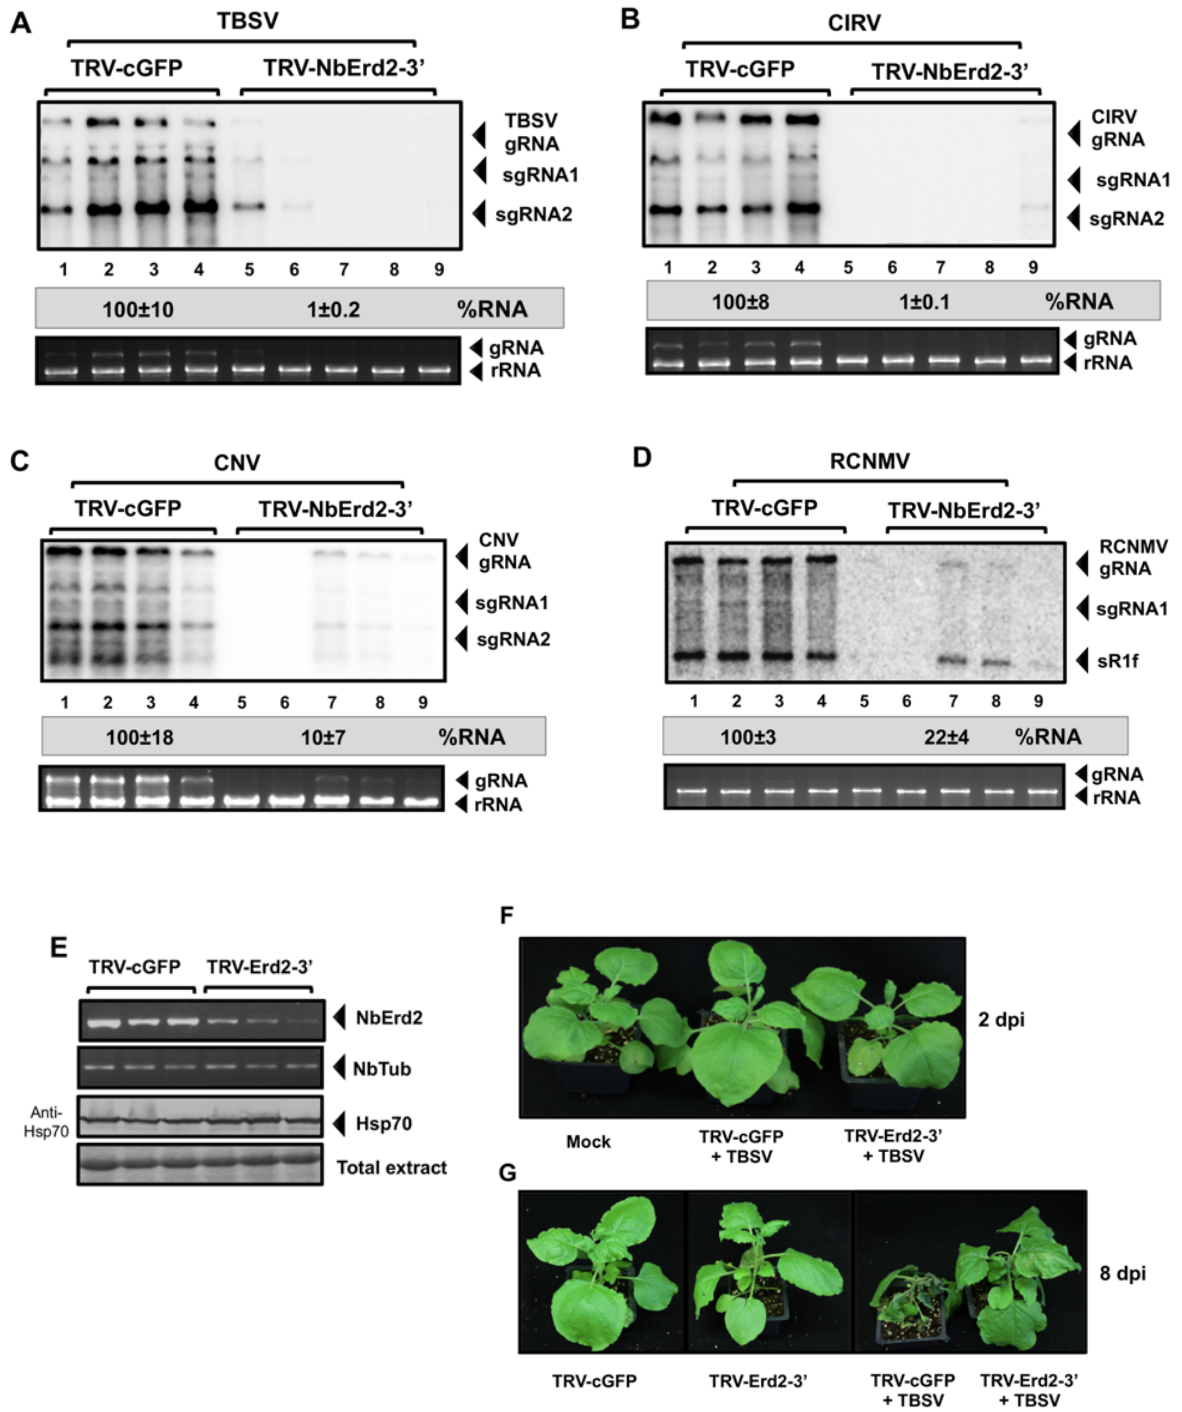 A
TBSV
TRV-cGFP
TRV-NbErd2-3’
TBSV
gRNA
sgRNA1
sgRNA2
1 2 3 4 5 6 7 8 9
100±10 1±0.2 %RNA
gRNA
rRNA
B
CIRV
TRV-cGFP
TRV-NbErd2-3’
CIRV
gRNA
sgRNA1
sgRNA2
1 2 3 4 5 6 7 8 9
100±8 1±0.1 %RNA
gRNA
rRNA
C
CNV
TRV-cGFP
TRV-NbErd2-3’
CNV
gRNA
sgRNA1
sgRNA2
1 2 3 4 5 6 7 8 9
100±18 10±7 %RNA
gRNA
rRNA
D
RCNMV
TRV-cGFP
TRV-NbErd2-3’
RCNMV
gRNA
sgRNA1
sR1f
1 2 3 4 5 6 7 8 9
100±3 22±4 %RNA
gRNA
rRNA
E
TRV-cGFP TRV-Erd2-3’
NbErd2
NbTub
Anti-
Hsp70
Hsp70
Total extract
F
2 dpi
Mock
TRV-cGFP
+ TBSV
TRV-Erd2-3’
+ TBSV
G
8 dpi
TRV-cGFP
TRV-Erd2-3’
TRV-cGFP
+ TBSV
TRV-Erd2-3’
+ TBSV